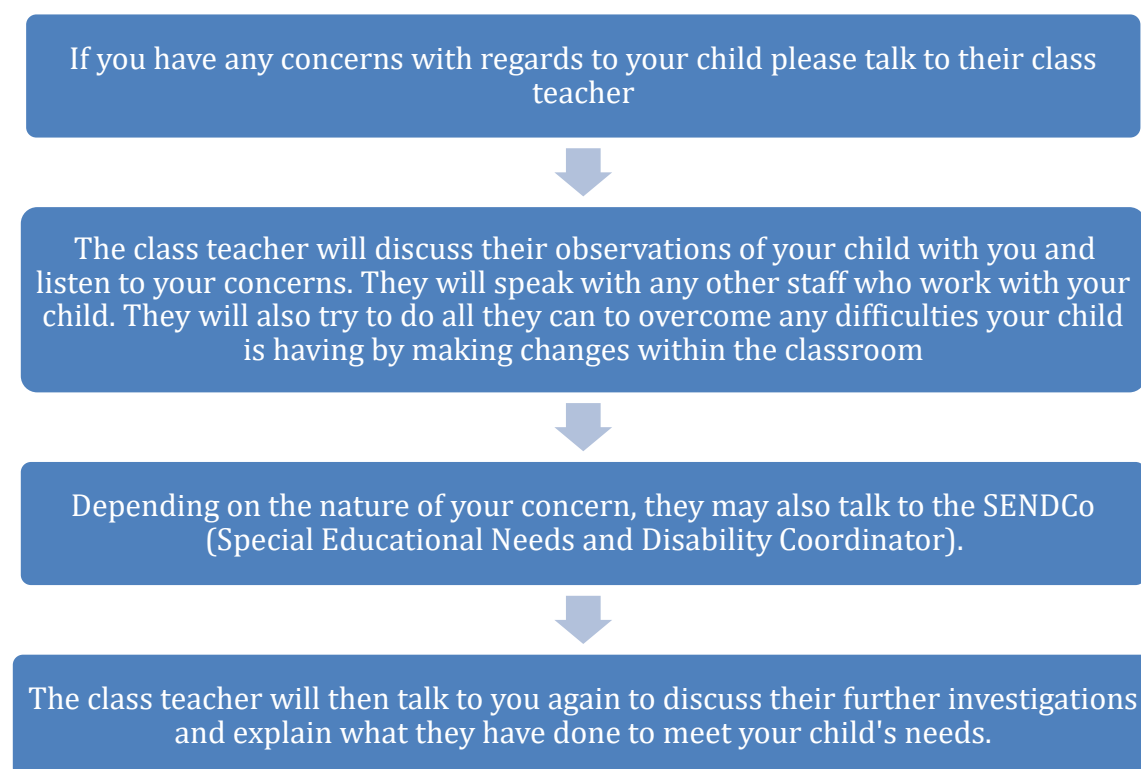 If you have any concerns with regards to your child please talk to their class
teacher
The class teacher will discuss their observations of your child with you and
listen to your concerns. They will speak with any other staff who work with your
child. They will also try to do all they can to overcome any difficulties your child
is having by making changes within the classroom
Depending on the nature of your concern, they may also talk to the SENDCo
(Special Educational Needs and Disability Coordinator).
The class teacher will then talk to you again to discuss their further investigations
and explain what they have done to meet your child's needs.